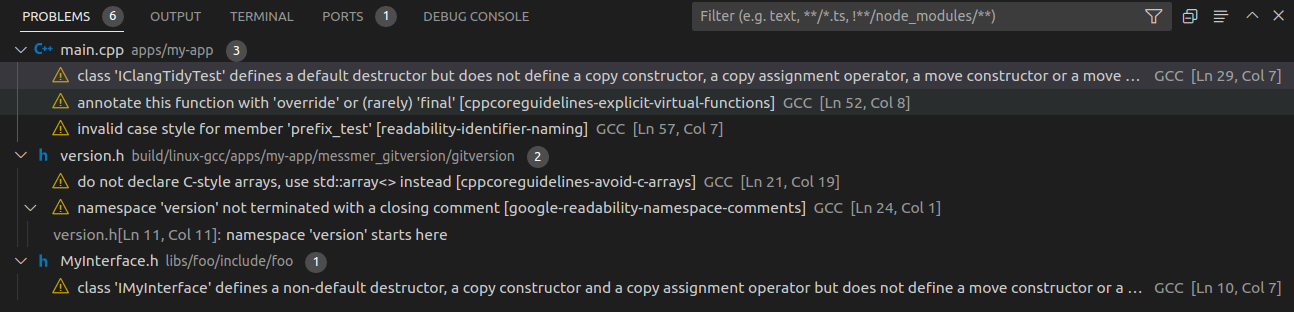 PROBLEMS 6 OUTPUT TERMINAL PORTS 1 DEBUG CONSOLE Filter (e.g. text, **/*.ts, !**/node_modules/**)
C++ main.cpp apps/my-app 3
class 'IClangTidyTest' defines a default destructor but does not define a copy constructor, a copy assignment operator, a move constructor or a move ... GCC [Ln 29, Col 7]
annotate this function with 'override' or (rarely) 'final' [cppcoreguidelines-explicit-virtual-functions] GCC [Ln 52, Col 8]
invalid case style for member 'prefix_test' [readability-identifier-naming] GCC [Ln 57, Col 7]
h version.h build/linux-gcc/apps/my-app/messmer_gitversion/gitversion 2
do not declare C-style arrays, use std::array<> instead [cppcoreguidelines-avoid-c-arrays] GCC [Ln 21, Col 19]
namespace 'version' not terminated with a closing comment [google-readability-namespace-comments] GCC [Ln 24, Col 1]
version.h[Ln 11, Col 11]: namespace 'version' starts here
h MyInterface.h libs/foo/include/foo 1
class 'IMyInterface' defines a non-default destructor, a copy constructor and a copy assignment operator but does not define a move constructor or a ... GCC [Ln 10, Col 7]